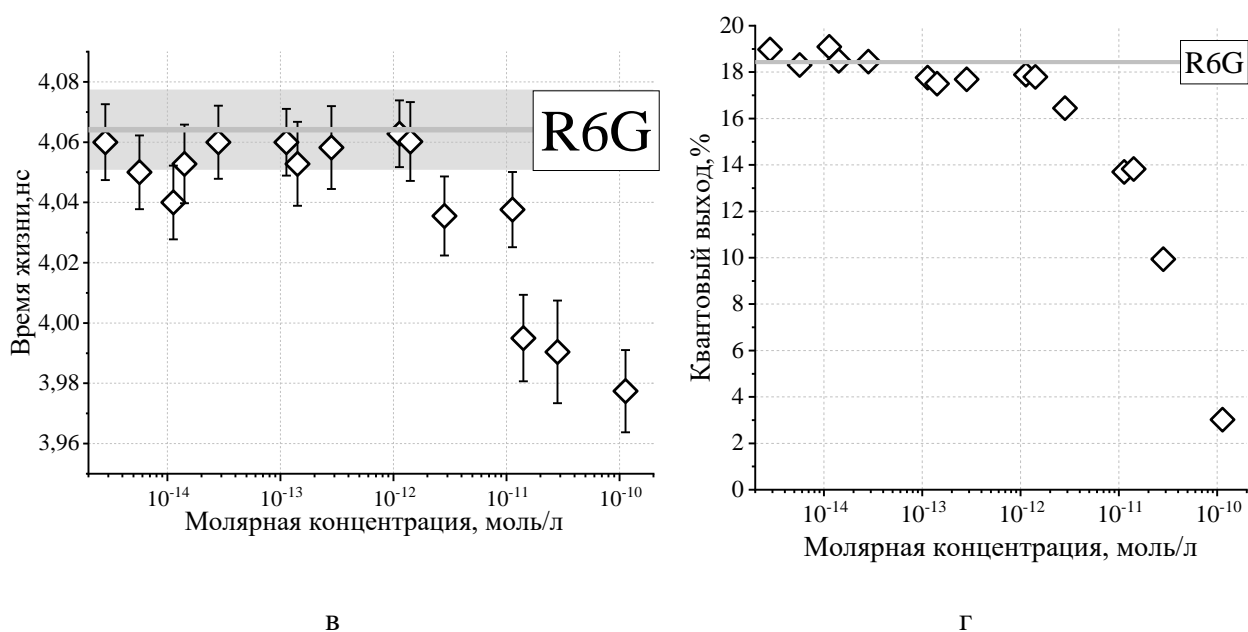 4,08
4,06
4,04
4,02
4,00
3,98
3,96
Время жизни,нс
R6G
10-14 10-13 10-12 10-11 10-10
Молярная концентрация, моль/л
в
20
18
16
14
12
10
8
6
4
2
0
Квантовый выход,%
R6G
10-14 10-13 10-12 10-11 10-10
Молярная концентрация, моль/л
г